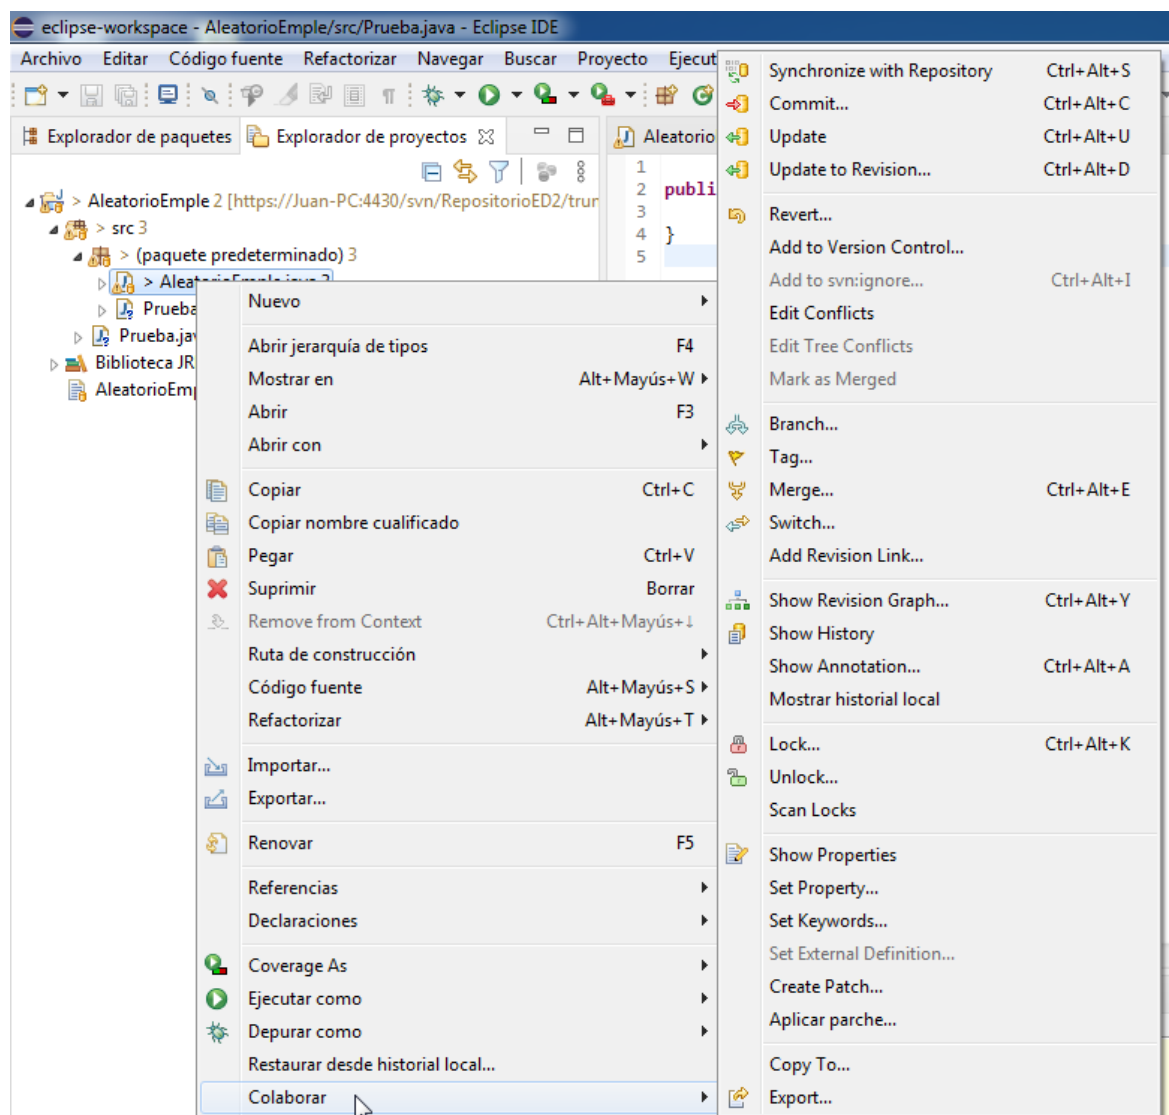 eclipse-workspace - AleatorioEmple/src/Prueba.java - Eclipse IDE
Archivo Editar Código fuente Refactorizar Navegar Buscar Proyecto Ejecut
Explorador de paquetes Explorador de proyectos Aleatorio
1
2 publi
3
4 }
5
> AleatorioEmple 2 [https://Juan-PC:4430/svn/RepositorioED2/trun
> src 3
> (paquete predeterminado) 3
> AleatorioEmple.java 2
Prueba
Prueba.jav
Biblioteca JR
AleatorioEmp
Nuevo
Abrir jerarquía de tipos F4
Mostrar en Alt+Mayús+W
Abrir F3
Abrir con
Copiar Ctrl+C
Copiar nombre cualificado
Pegar Ctrl+V
Suprimir Borrar
Remove from Context Ctrl+Alt+Mayús+↓
Ruta de construcción
Código fuente Alt+Mayús+S
Refactorizar Alt+Mayús+T
Importar...
Exportar...
Renovar F5
Referencias
Declaraciones
Coverage As
Ejecutar como
Depurar como
Restaurar desde historial local...
Colaborar
Synchronize with Repository Ctrl+Alt+S
Commit... Ctrl+Alt+C
Update Ctrl+Alt+U
Update to Revision... Ctrl+Alt+D
Revert...
Add to Version Control...
Add to svn:ignore... Ctrl+Alt+I
Edit Conflicts
Edit Tree Conflicts
Mark as Merged
Branch...
Tag...
Merge... Ctrl+Alt+E
Switch...
Add Revision Link...
Show Revision Graph... Ctrl+Alt+Y
Show History
Show Annotation... Ctrl+Alt+A
Mostrar historial local
Lock... Ctrl+Alt+K
Unlock...
Scan Locks
Show Properties
Set Property...
Set Keywords...
Set External Definition...
Create Patch...
Aplicar parche...
Copy To...
Export...